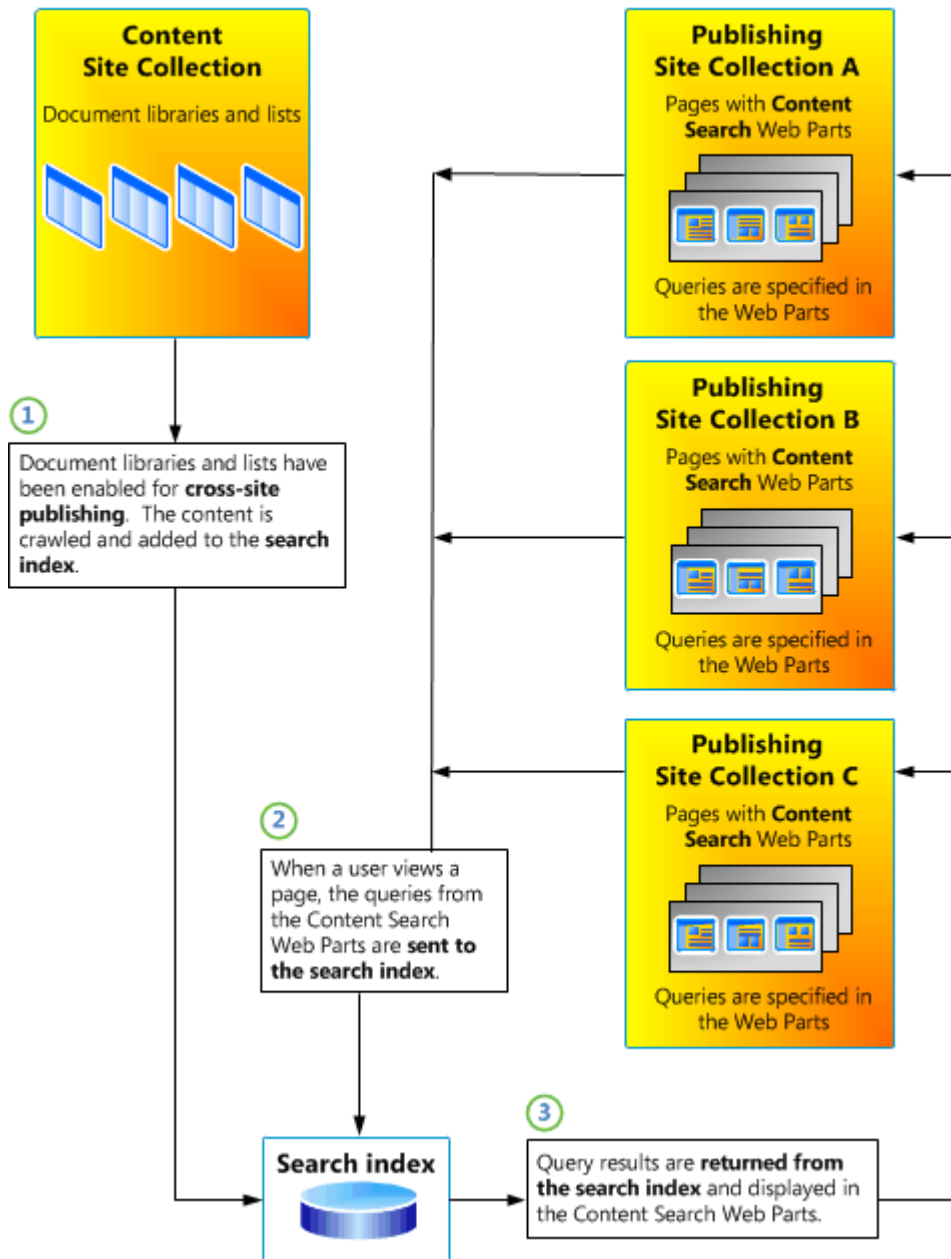 Content
Site Collection
Document libraries and lists
1
Document libraries and lists have
been enabled for cross-site
publishing.  The content is
crawled and added to the search
index.
Publishing
Site Collection A
Pages with Content
Search Web Parts
Queries are specified in
the Web Parts
Publishing
Site Collection B
Pages with Content
Search Web Parts
Queries are specified in
the Web Parts
Publishing
Site Collection C
Pages with Content
Search Web Parts
Queries are specified in
the Web Parts
2
When a user views a
page, the queries from
the Content Search
Web Parts are sent to
the search index.
Search index
3
Query results are returned from
the search index and displayed in
the Content Search Web Parts.